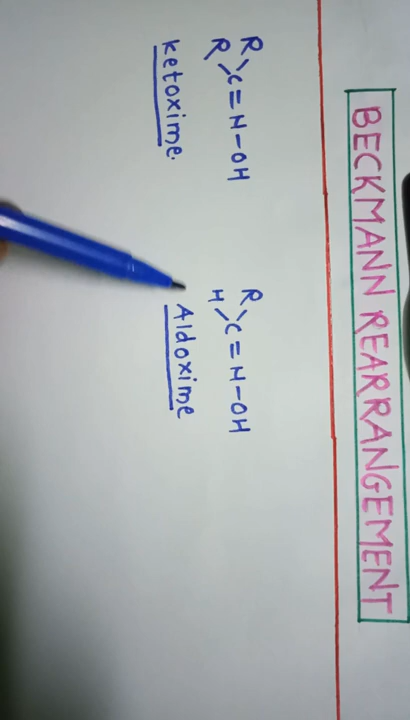 BECKMANN REARRANGEMENT
R
C=N-OH
R
Ketoxime.
R
C=N-OH
H
Aldoxime